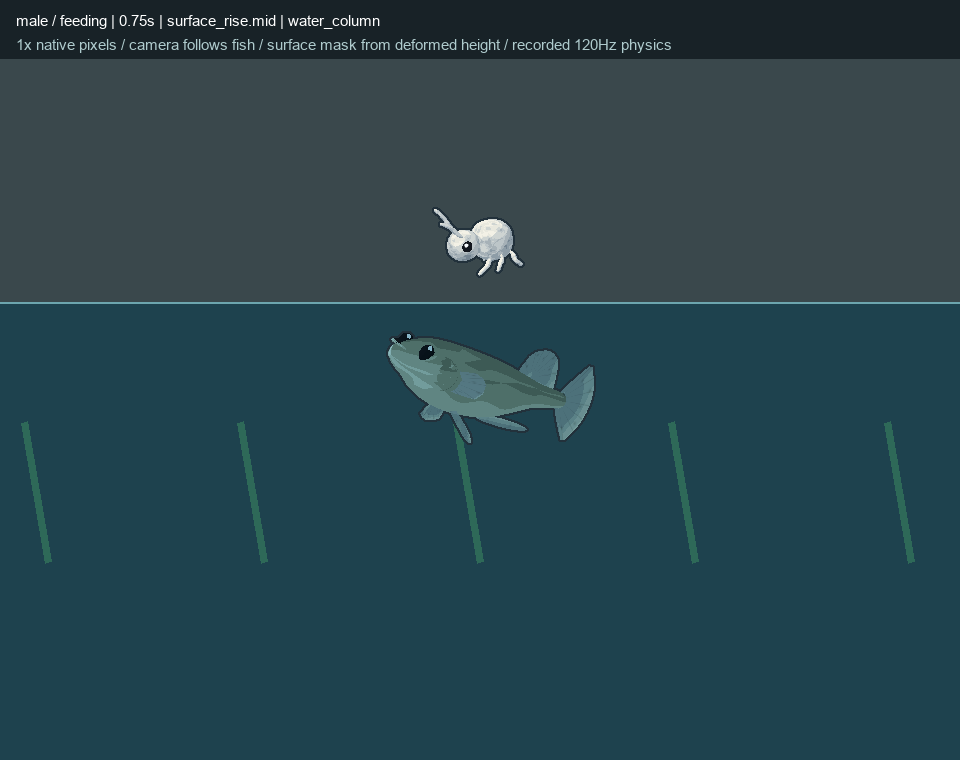 male / feeding | 0.75s | surface_rise.mid | water_column
1x native pixels / camera follows fish / surface mask from deformed height / recorded 120Hz physics